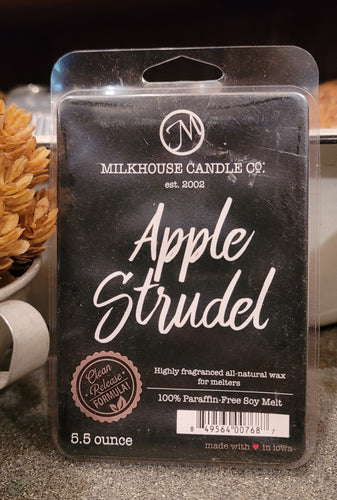 M
MILKHOUSE CANDLE CO.
est. 2002
Apple
Strudel
Clean
Release
FORMULA!
Highly fragranced all-natural wax
for melters
100% Paraffin-Free Soy Melt
8 49564 00768 7
5.5 ounce
made with ♥ in iowa